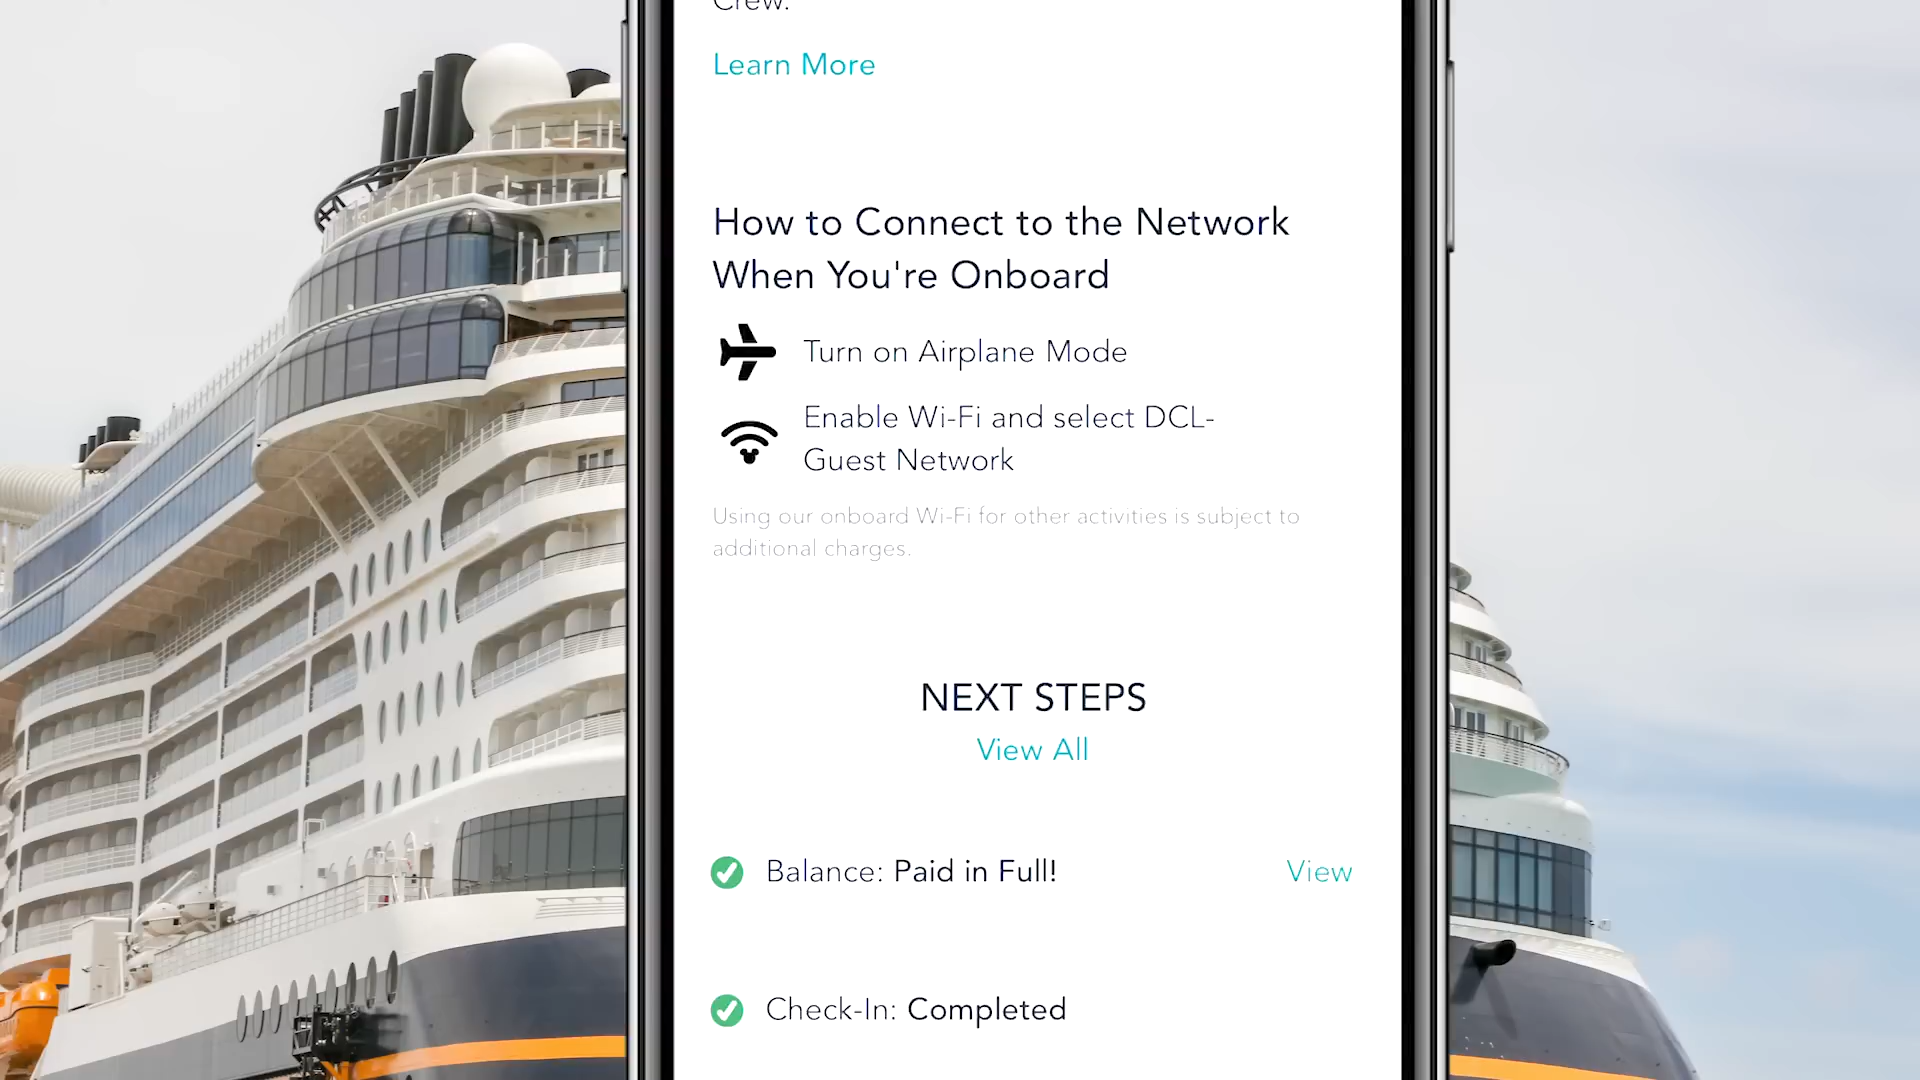 Crew.
Learn More
How to Connect to the Network
When You're Onboard
Turn on Airplane Mode
Enable Wi-Fi and select DCL-
Guest Network
Using our onboard Wi-Fi for other activities is subject to
additional charges.
NEXT STEPS
View All
Balance: Paid in Full!
View
Check-In: Completed